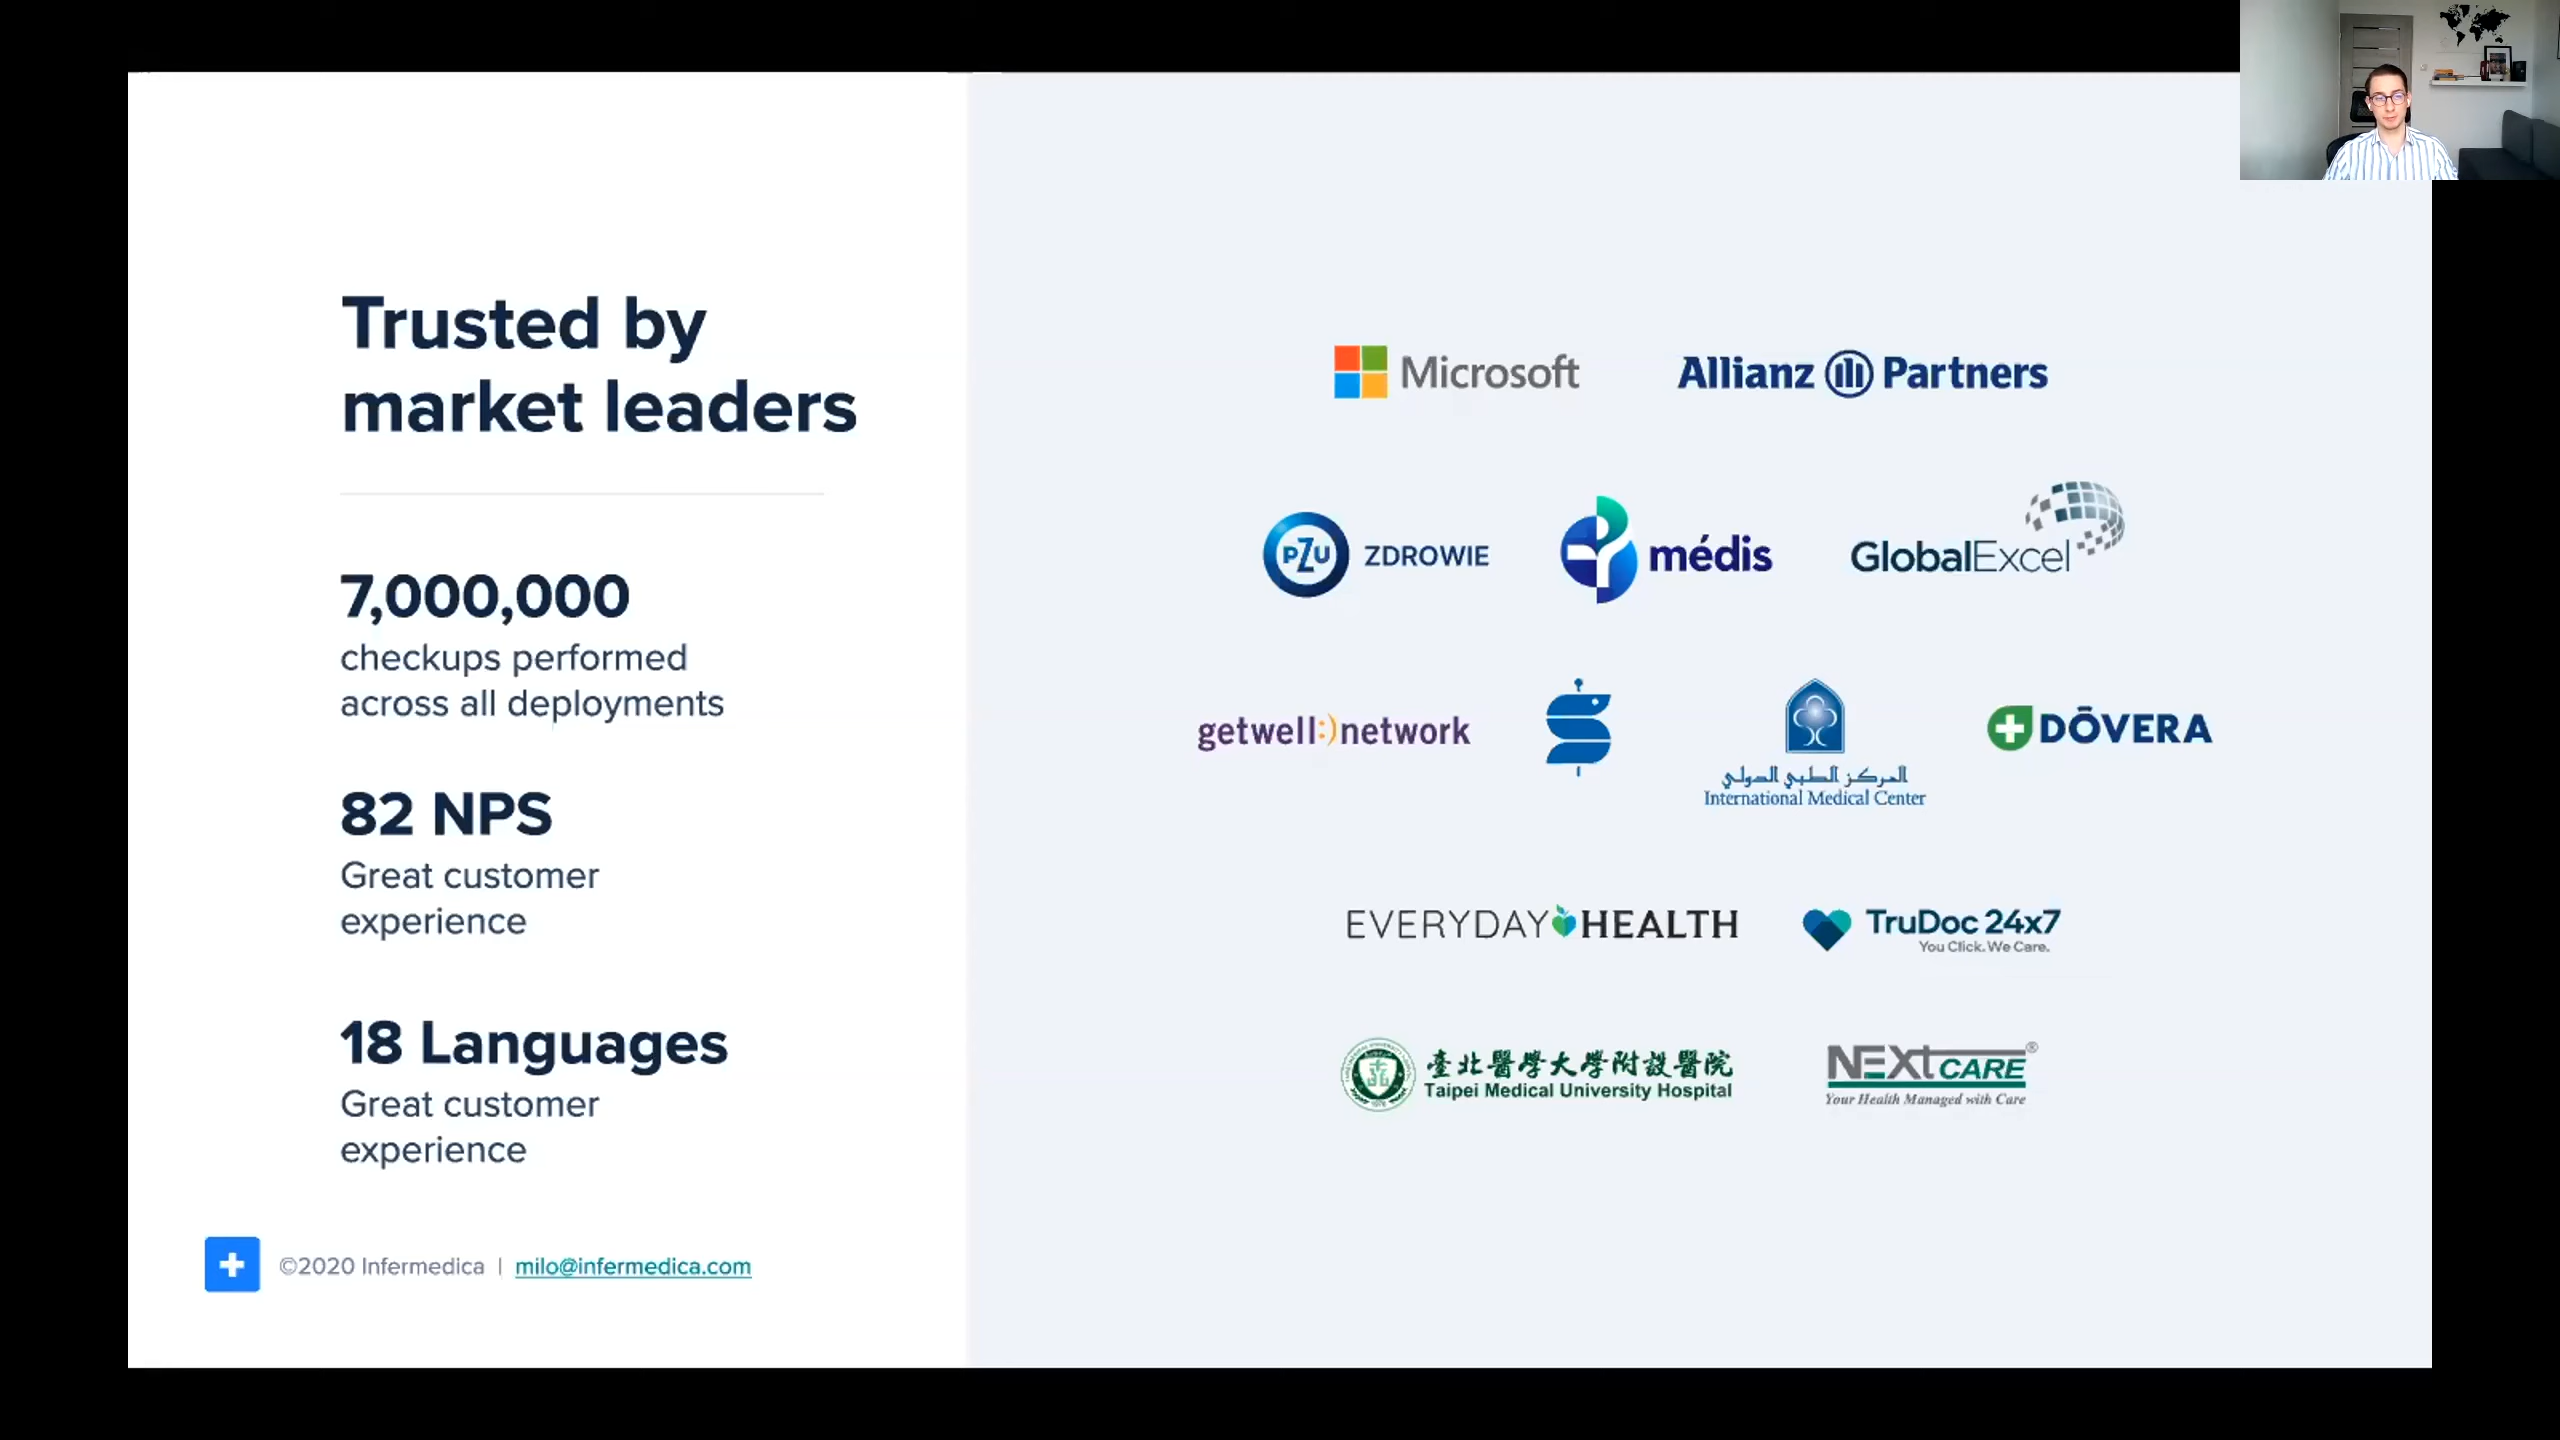 Trusted by
market leaders
7,000,000
checkups performed
across all deployments
82 NPS
Great customer
experience
18 Languages
Great customer
experience
©2020 Infermedica | milo@infermedica.com
Microsoft
Allianz Partners
PZU ZDROWIE
médis
GlobalExcel
getwell:)network
المركز الطبي الدولي
International Medical Center
DŌVERA
EVERYDAY HEALTH
TruDoc 24x7
You Click. We Care.
臺北醫學大學附設醫院
Taipei Medical University Hospital
NEXtCARE®
Your Health Managed with Care